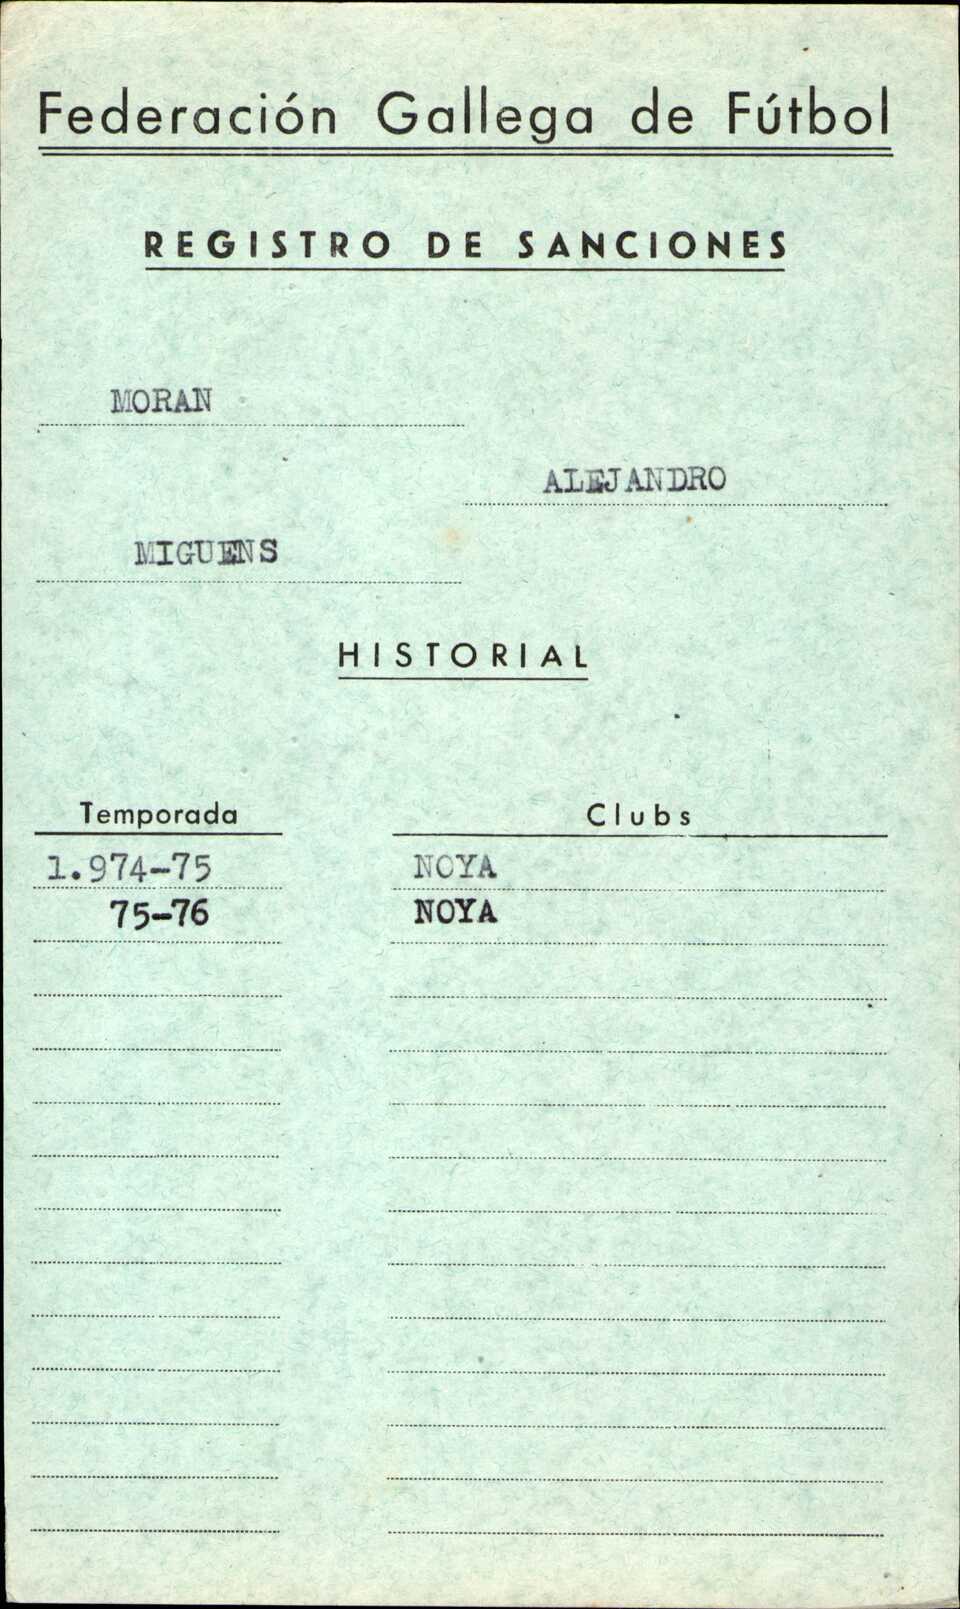 Federación Gallega de Fútbol
REGISTRO DE SANCIONES
MORAN
ALEJANDRO
MIGUENS
HISTORIAL
Temporada Clubs
1.974-75 NOYA
75-76 NOYA